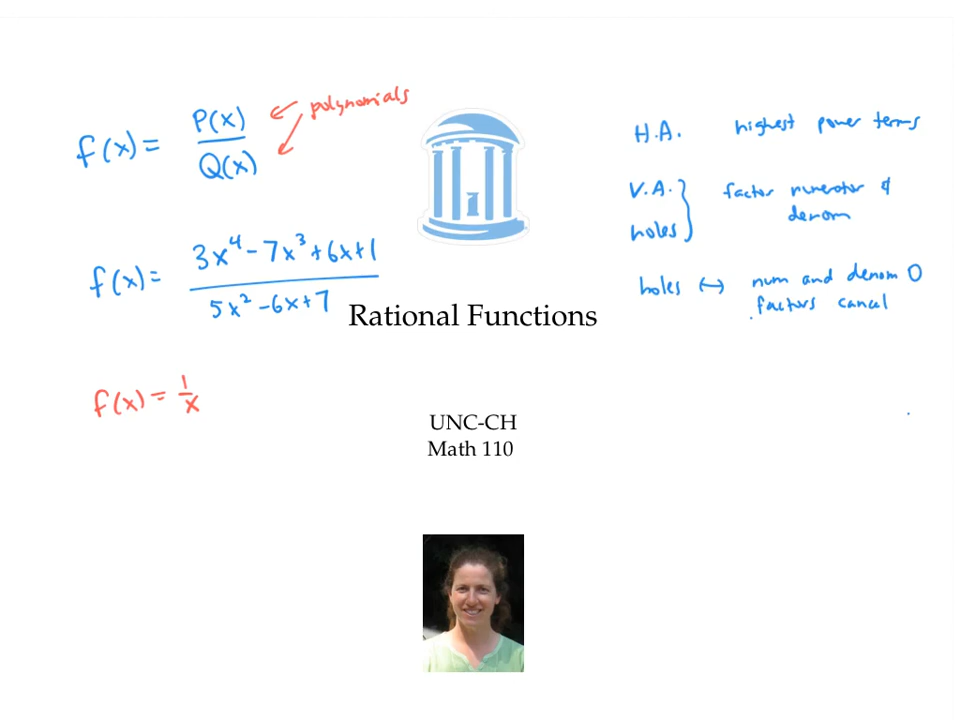 f(x) = P(x) / Q(x) polynomials
f(x) = 3x⁴ - 7x³ + 6x + 1 / 5x² - 6x + 7
Rational Functions
f(x) = 1/x
UNC-CH
Math 110
H.A. highest power terms
V.A. } factor numerator &
denom
holes
holes ↔ num and denom 0
factors cancel